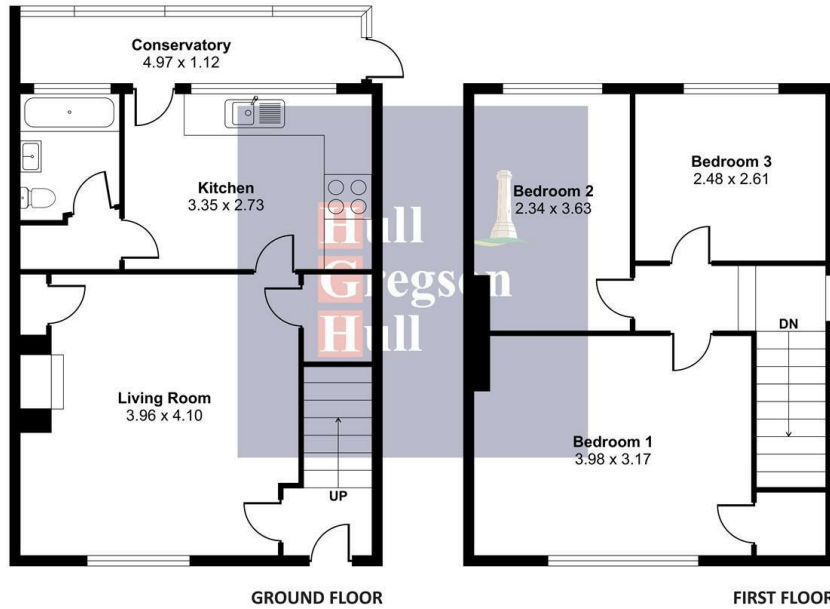 Conservatory
4.97 x 1.12
Kitchen
3.35 x 2.73
Living Room
3.96 x 4.10
UP
GROUND FLOOR
Hull
Gregson
Hull
Bedroom 2
2.34 x 3.63
Bedroom 3
2.48 x 2.61
DN
Bedroom 1
3.98 x 3.17
FIRST FLOOR